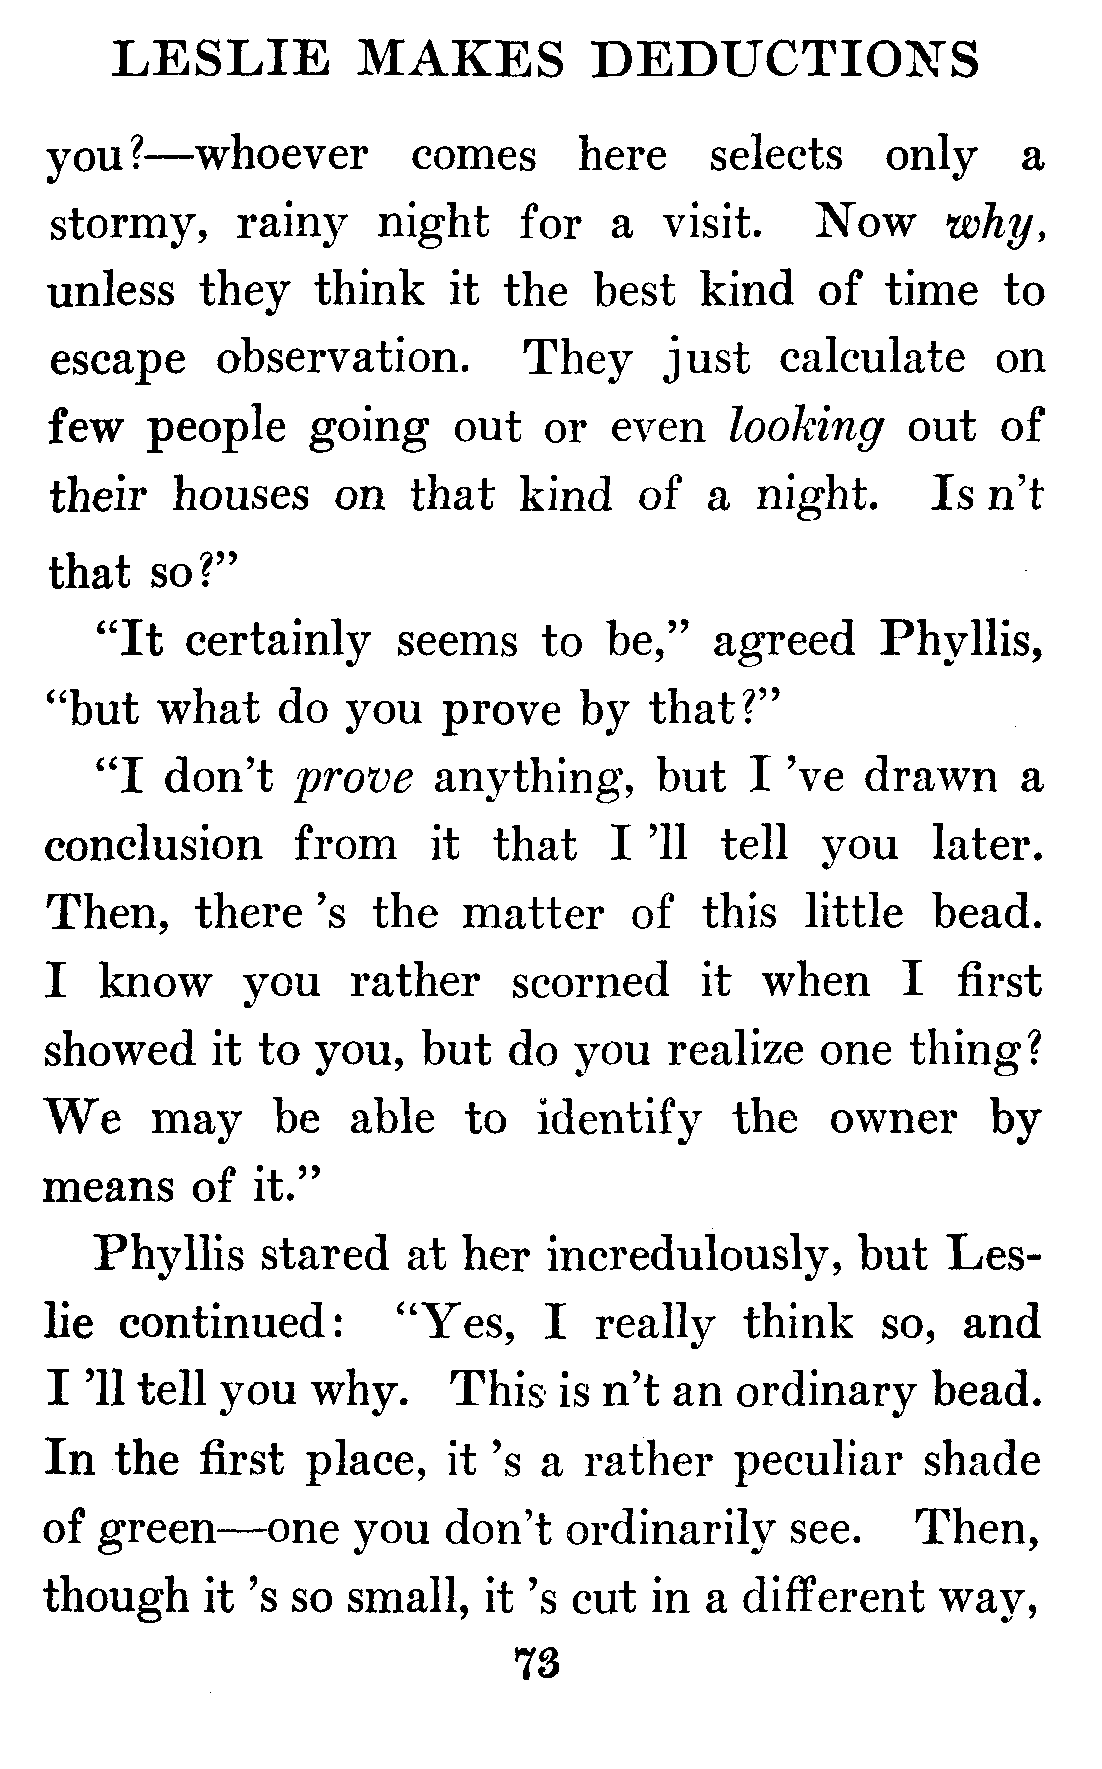 LESLIE MAKES DEDUCTIONS
you?—whoever comes here selects only a
stormy, rainy night for a visit. Now why,
unless they think it the best kind of time to
escape observation. They just calculate on
few people going out or even looking out of
their houses on that kind of a night. Is n't
that so?"
"It certainly seems to be," agreed Phyllis,
"but what do you prove by that?"
"I don't prove anything, but I 've drawn a
conclusion from it that I 'll tell you later.
Then, there 's the matter of this little bead.
I know you rather scorned it when I first
showed it to you, but do you realize one thing?
We may be able to identify the owner by
means of it."
Phyllis stared at her incredulously, but Les-
lie continued: "Yes, I really think so, and
I 'll tell you why. This is n't an ordinary bead.
In the first place, it 's a rather peculiar shade
of green—one you don't ordinarily see. Then,
though it 's so small, it 's cut in a different way,
73